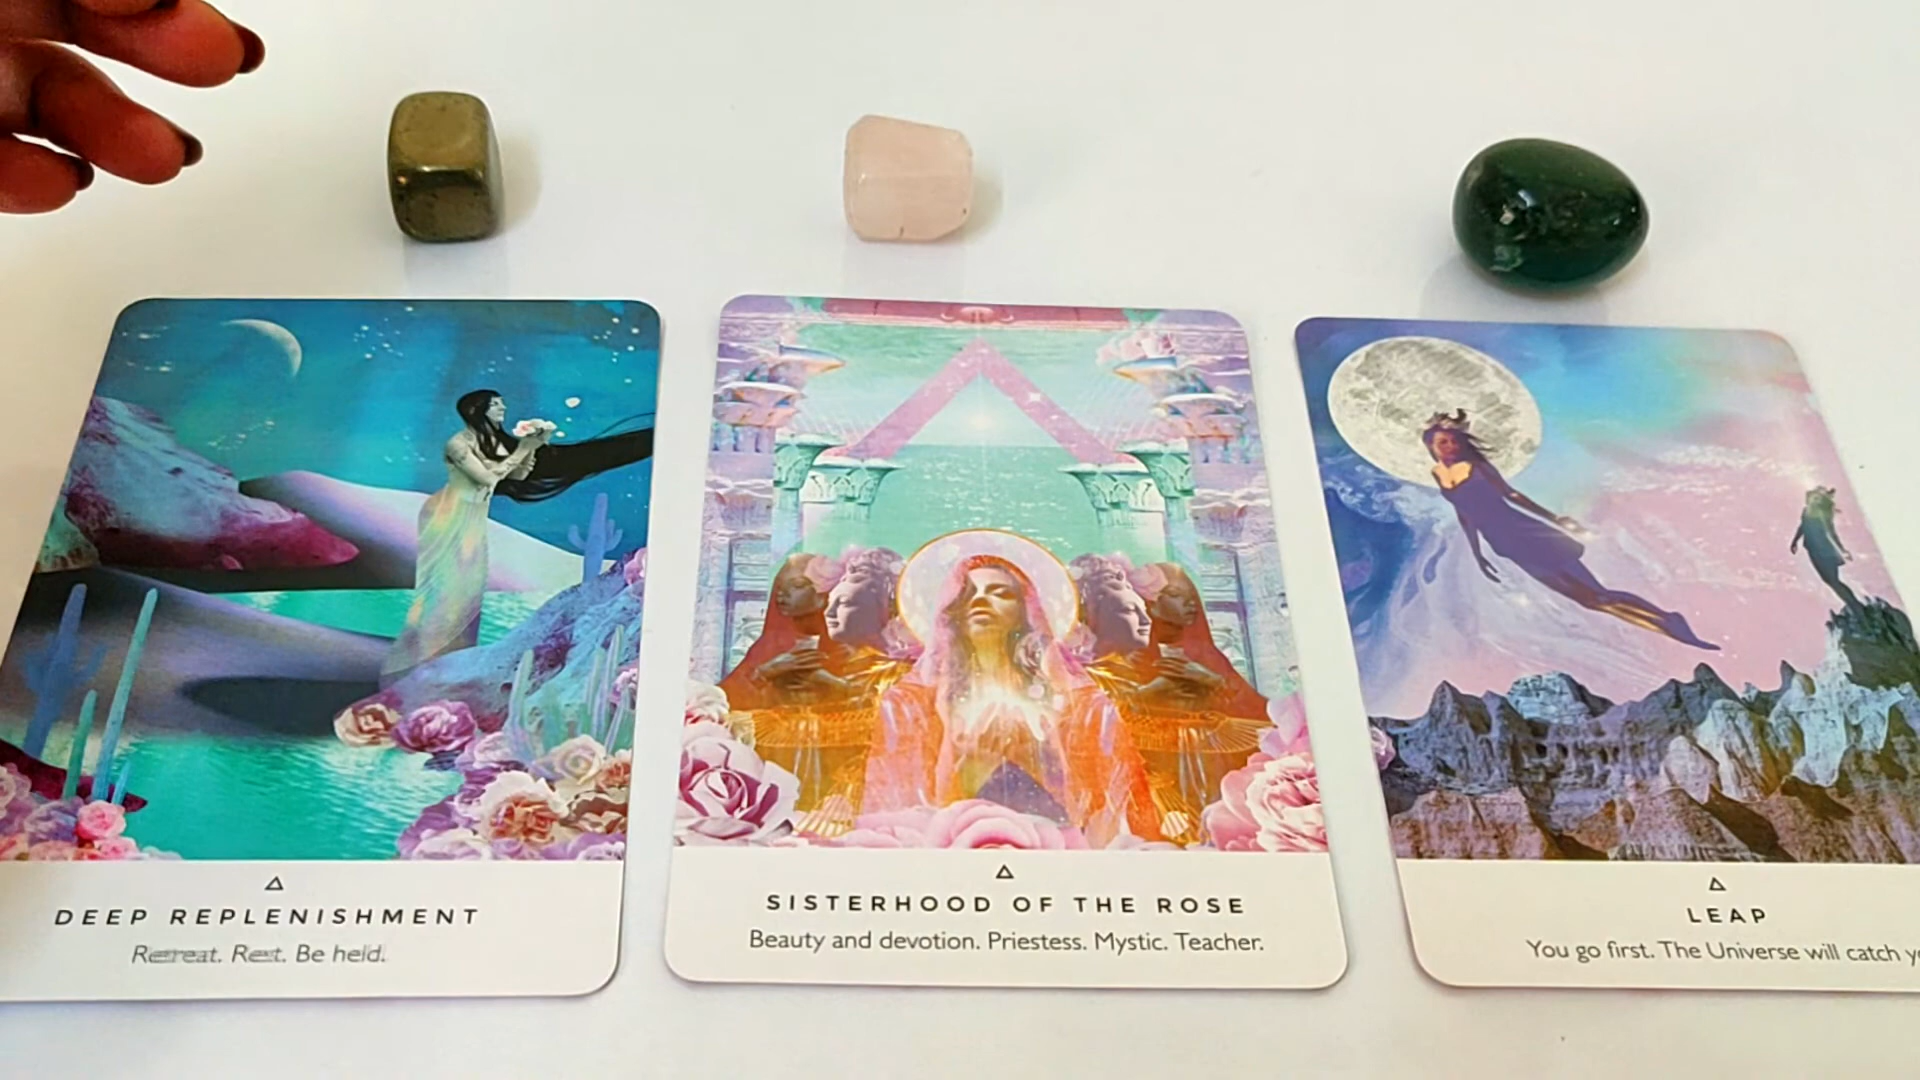 DEEP REPLENISHMENT
Retreat. Rest. Be held.
SISTERHOOD OF THE ROSE
Beauty and devotion. Priestess. Mystic. Teacher.
LEAP
You go first. The Universe will catch